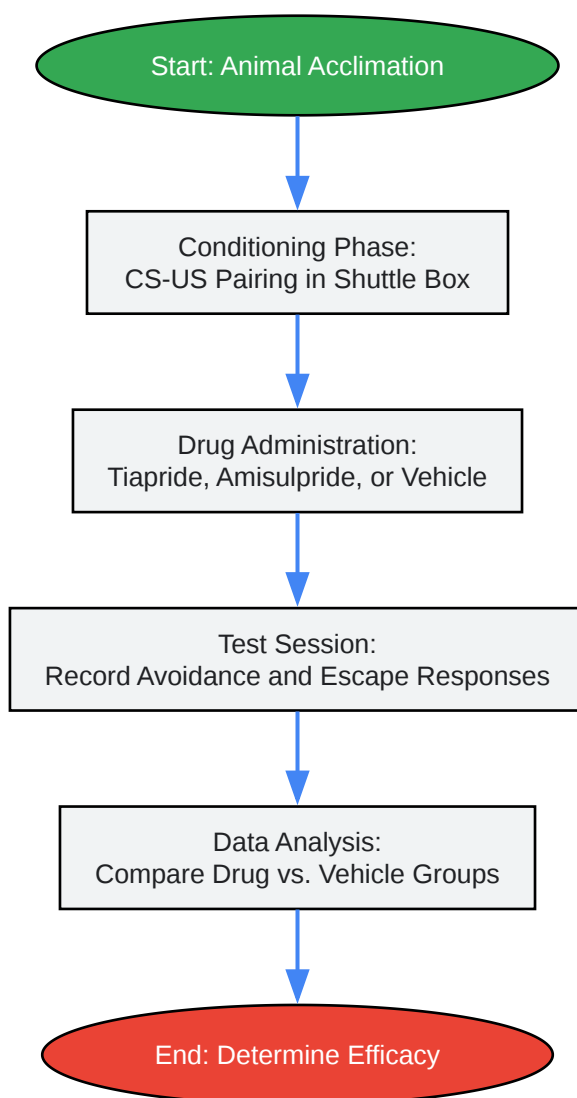 Start: Animal Acclimation
Conditioning Phase:
CS-US Pairing in Shuttle Box
Drug Administration:
Tiapride, Amisulpride, or Vehicle
Test Session:
Record Avoidance and Escape Responses
Data Analysis:
Compare Drug vs. Vehicle Groups
End: Determine Efficacy